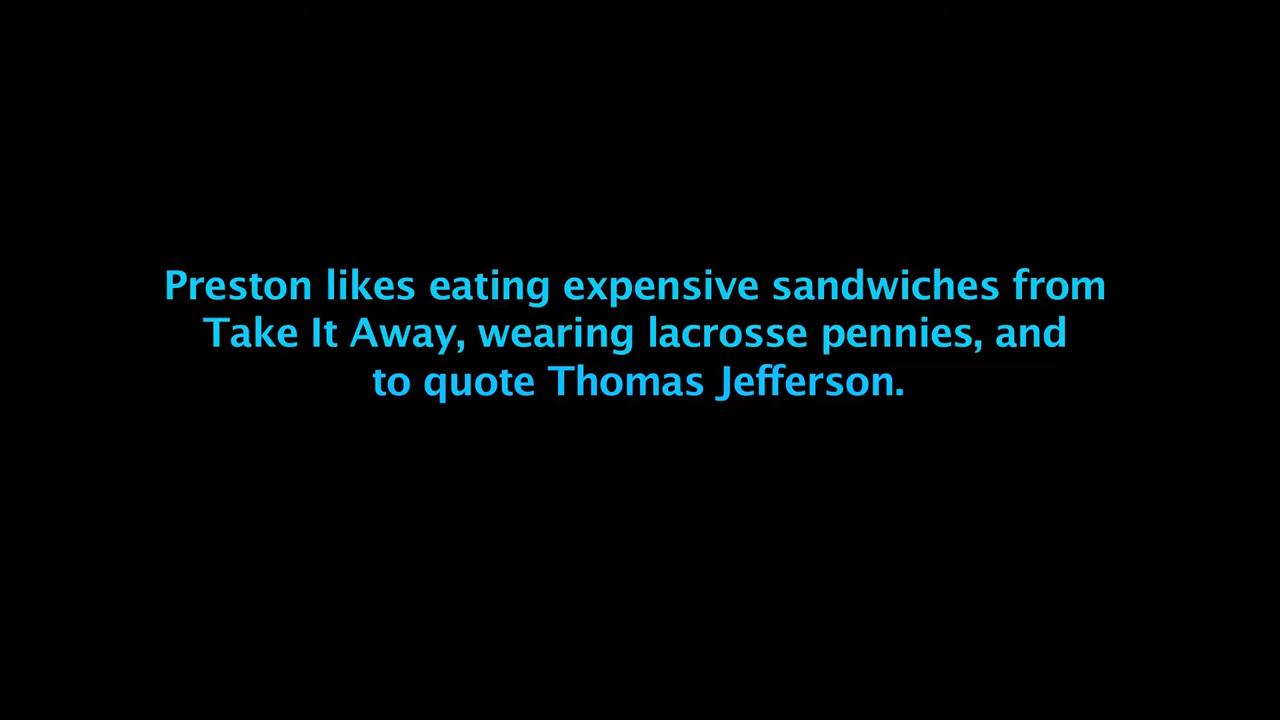 Preston likes eating expensive sandwiches from
Take It Away, wearing lacrosse pennies, and
to quote Thomas Jefferson.